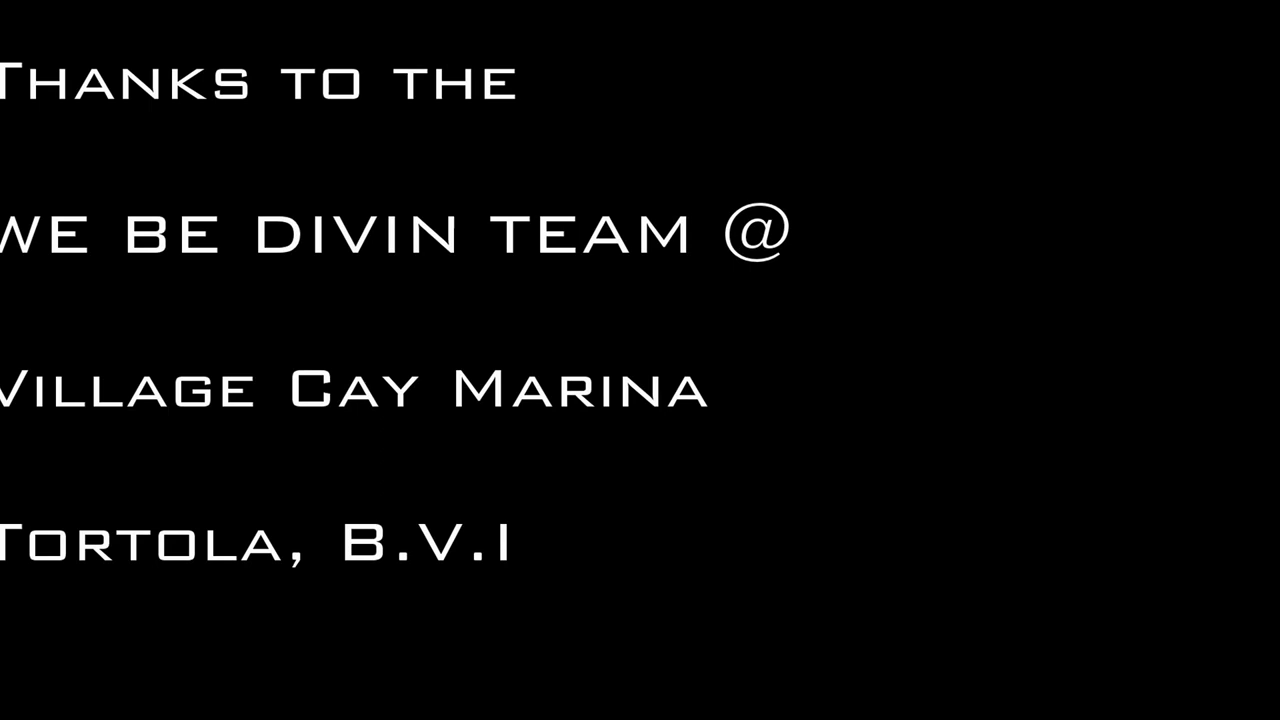 Thanks to the
WE BE DIVIN TEAM @
Village Cay Marina
Tortola, B.V.I